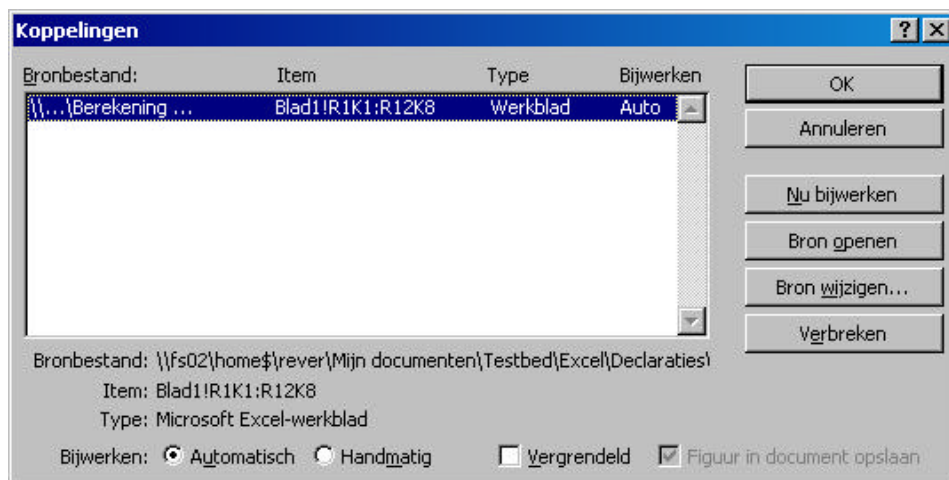 Koppelingen
Bronbestand: Item Type Bijwerken
\\...\Berekening ... Blad1!R1K1:R12K8 Werkblad Auto
OK
Annuleren
Nu bijwerken
Bron openen
Bron wijzigen...
Verbreken
Bronbestand: \\fs02\home$\rever\Mijn documenten\Testbed\Excel\Declaraties\
Item: Blad1!R1K1:R12K8
Type: Microsoft Excel-werkblad
Bijwerken: Automatisch Handmatig Vergrendeld Figuur in document opslaan